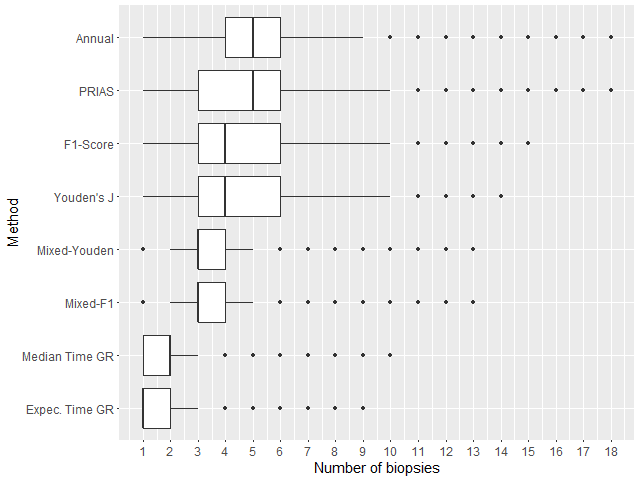 Method
Annual
PRIAS
F1-Score
Youden's J
Mixed-Youden
Mixed-F1
Median Time GR
Expec. Time GR
1 2 3 4 5 6 7 8 9 10 11 12 13 14 15 16 17 18
Number of biopsies